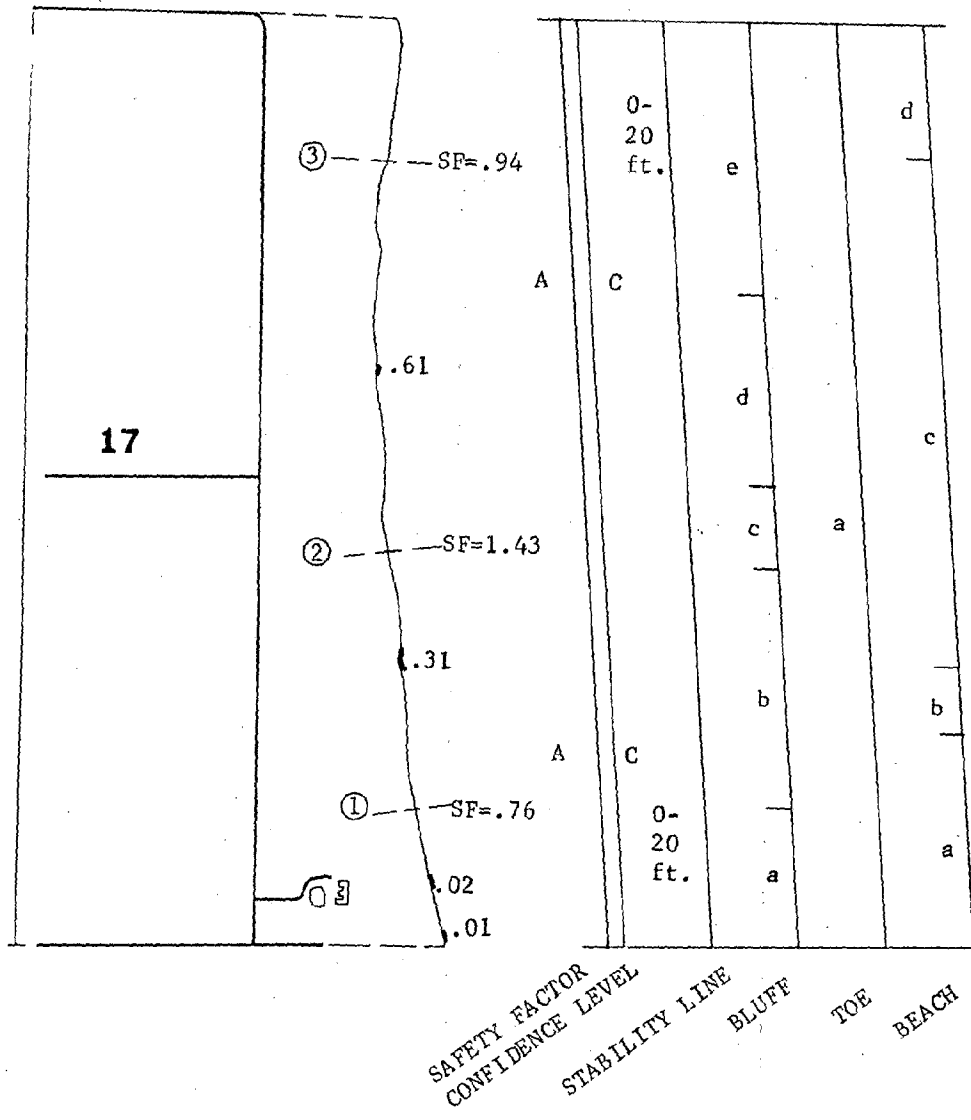 0-
20
ft.
d
③
SF=.94
e
A
C
.61
d
17
c
c
a
②
SF=1.43
.31
b
b
A
C
①
SF=.76
0-
20
ft.
a
a
.02
.01
SAFETY FACTOR
CONFIDENCE LEVEL
STABILITY LINE
BLUFF
TOE
BEACH